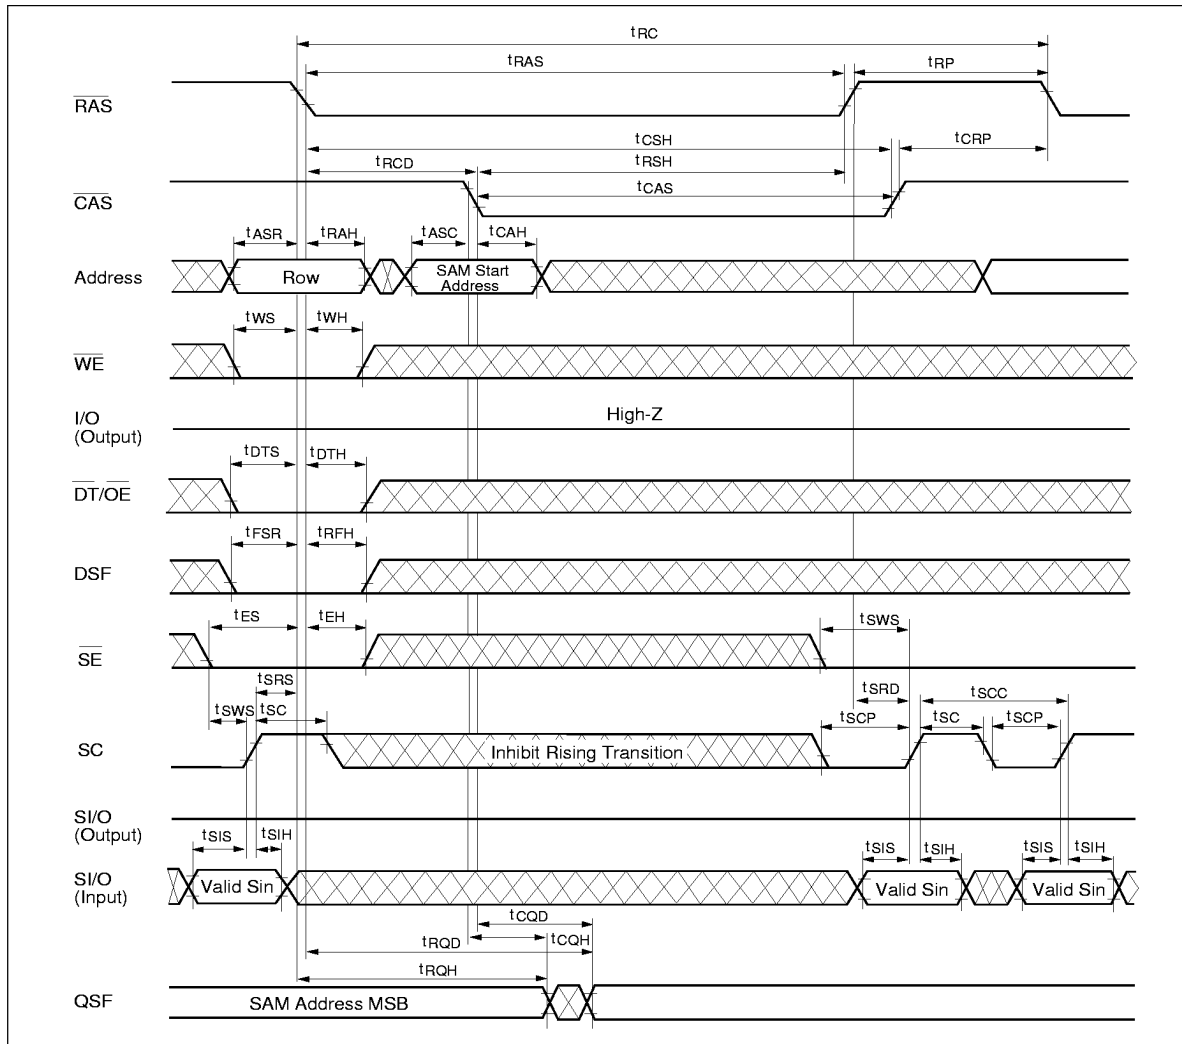 tRC
tRAS
tRP
RAS
tCSH
tCRP
tRCD
tRSH
tCAS
CAS
tASR
tRAH
tASC
tCAH
Address
Row
SAM Start
Address
tWS
tWH
WE
I/O
(Output)
High-Z
tDTS
tDTH
DT/OE
tFSR
tRFH
DSF
tES
tEH
tSWS
SE
tSRS
tSRD
tSCC
tSWS
tSC
tSCP
tSC
tSCP
SC
Inhibit Rising Transition
SI/O
(Output)
tSIS
tSIH
tSIS
tSIH
tSIS
tSIH
SI/O
(Input)
Valid Sin
Valid Sin
Valid Sin
tCQD
tRQD
tCQH
tRQH
QSF
SAM Address MSB